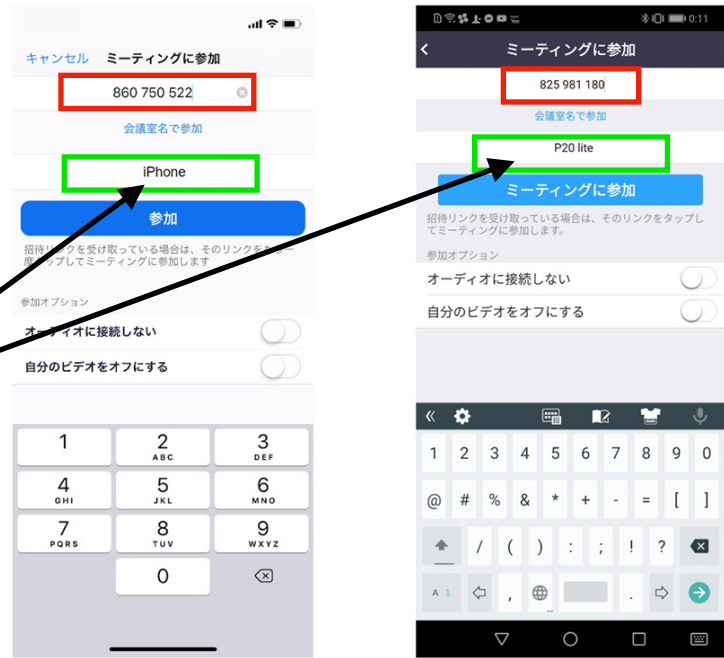 キャンセル ミーティングに参加
860 750 522
会議室名で参加
iPhone
参加
招待リンクを受け取っている場合は、そのリンクをもう一
度タップしてミーティングに参加します
参加オプション
オーディオに接続しない
自分のビデオをオフにする
1 2 3
ABC DEF
4 5 6
GHI JKL MNO
7 8 9
PQRS TUV WXYZ
0
0:11
ミーティングに参加
825 981 180
会議室名で参加
P20 lite
ミーティングに参加
招待リンクを受け取っている場合は、そのリンクをタップし
てミーティングに参加します。
参加オプション
オーディオに接続しない
自分のビデオをオフにする
1 2 3 4 5 6 7 8 9 0
@ # % & * + - = [ ]
/ ( ) : ; ! ?
A 1 , .